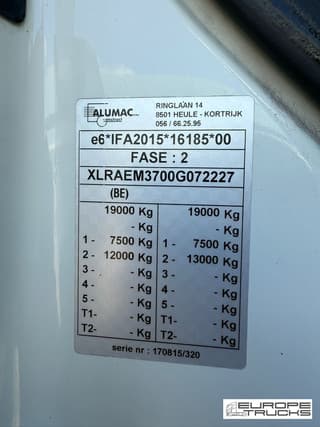 ALUMAC
RINGLAAN 14
8501 HEULE - KORTRIJK
056 / 66.25.95
e6*IFA2015*16185*00
FASE : 2
XLRAEM3700G072227
(BE)
19000 Kg 19000 Kg
1 - 7500 Kg 1 - 7500 Kg
2 - 12000 Kg 2 - 13000 Kg
3 - Kg 3 - Kg
4 - Kg 4 - Kg
5 - Kg 5 - Kg
T1- Kg T1- Kg
T2- Kg T2- Kg
serie nr : 170815/320
EUROPE
TRUCKS